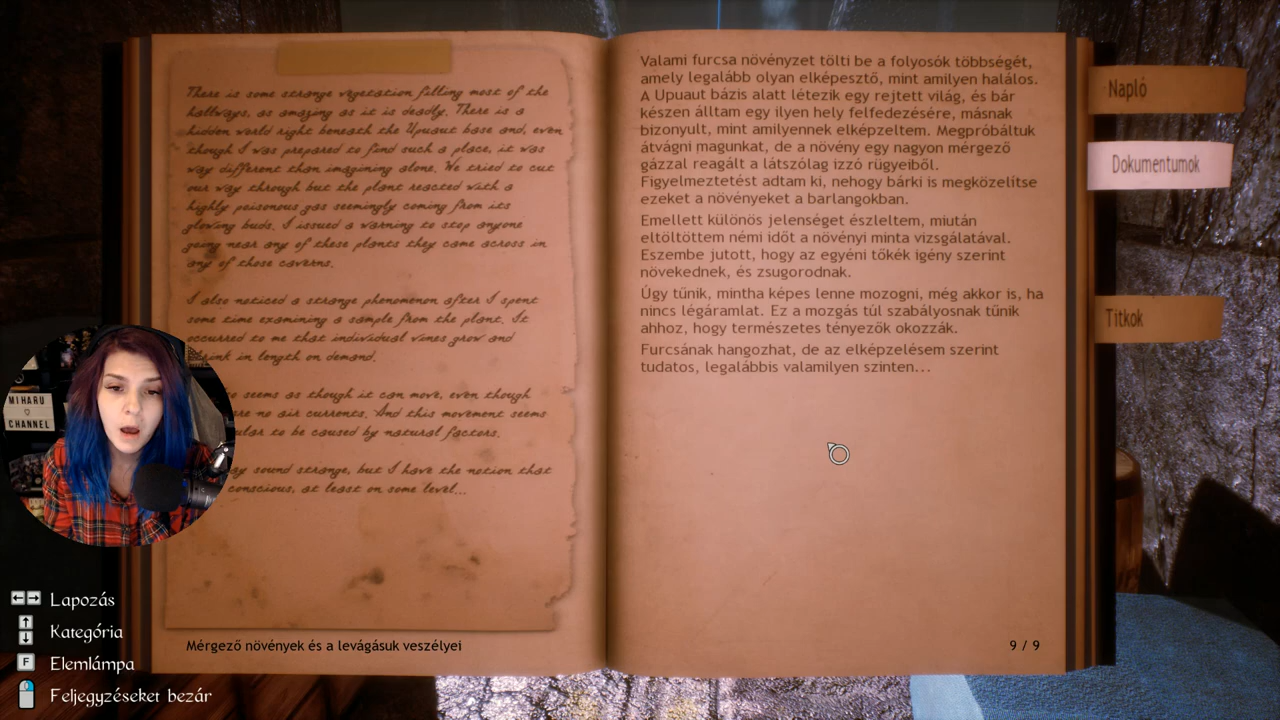 There is some strange vegetation filling most of the
hallways, as amazing as it is deadly. There is a
hidden world right beneath the Upuaut base and, even
though I was prepared to find such a place, it was
way different than imagining alone. We tried to cut
our way through but the plant reacted with a
highly poisonous gas seemingly coming from its
glowing buds. I issued a warning to stop anyone
going near any of these plants they came across in
any of those caverns.
I also noticed a strange phenomenon after I spent
some time examining a sample from the plant. It
occurred to me that individual vines grow and
shrink in length on demand.
seems as though it can move, even though
no air currents. And this movement seems
to be caused by natural factors.
sound strange, but I have the notion that
conscious, at least on some level...
Mérgező növények és a levágásuk veszélyei
Valami furcsa növényzet tölti be a folyosók többségét,
amely legalább olyan elképesztő, mint amilyen halálos.
A Upuaut bázis alatt létezik egy rejtett világ, és bár
készen álltam egy ilyen hely felfedezésére, másnak
bizonyult, mint amilyennek elképzeltem. Megpróbáltuk
átvágni magunkat, de a növény egy nagyon mérgező
gázzal reagált a látszólag izzó rügyeiből.
Figyelmeztetést adtam ki, nehogy bárki is megközelítse
ezeket a növényeket a barlangokban.
Emellett különös jelenséget észleltem, miután
eltöltöttem némi időt a növényi minta vizsgálatával.
Eszembe jutott, hogy az egyéni tőkék igény szerint
növekednek, és zsugorodnak.
Úgy tűnik, mintha képes lenne mozogni, még akkor is, ha
nincs légáramlat. Ez a mozgás túl szabályosnak tűnik
ahhoz, hogy természetes tényezők okozzák.
Furcsának hangozhat, de az elképzelésem szerint
tudatos, legalábbis valamilyen szinten...
9 / 9
Napló
Dokumentumok
Titkok
MIHARU
CHANNEL
Lapozás
Kategória
F Elemlámpa
Feljegyzéseket bezár